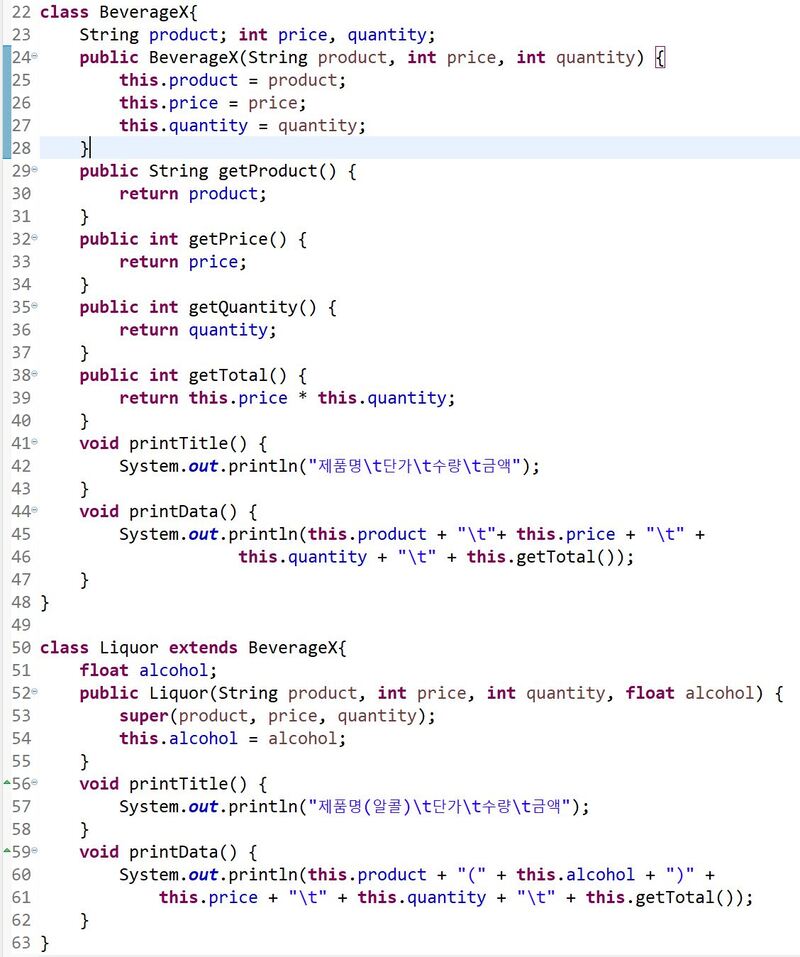 22 class BeverageX{
23     String product; int price, quantity;
24     public BeverageX(String product, int price, int quantity) {
25         this.product = product;
26         this.price = price;
27         this.quantity = quantity;
28     }
29     public String getProduct() {
30         return product;
31     }
32     public int getPrice() {
33         return price;
34     }
35     public int getQuantity() {
36         return quantity;
37     }
38     public int getTotal() {
39         return this.price * this.quantity;
40     }
41     void printTitle() {
42         System.out.println("제품명\t단가\t수량\t금액");
43     }
44     void printData() {
45         System.out.println(this.product + "\t"+ this.price + "\t" +
46                     this.quantity + "\t" + this.getTotal());
47     }
48 }
49
50 class Liquor extends BeverageX{
51     float alcohol;
52     public Liquor(String product, int price, int quantity, float alcohol) {
53         super(product, price, quantity);
54         this.alcohol = alcohol;
55     }
56     void printTitle() {
57         System.out.println("제품명(알콜)\t단가\t수량\t금액");
58     }
59     void printData() {
60         System.out.println(this.product + "(" + this.alcohol + ")" +
61             this.price + "\t" + this.quantity + "\t" + this.getTotal());
62     }
63 }